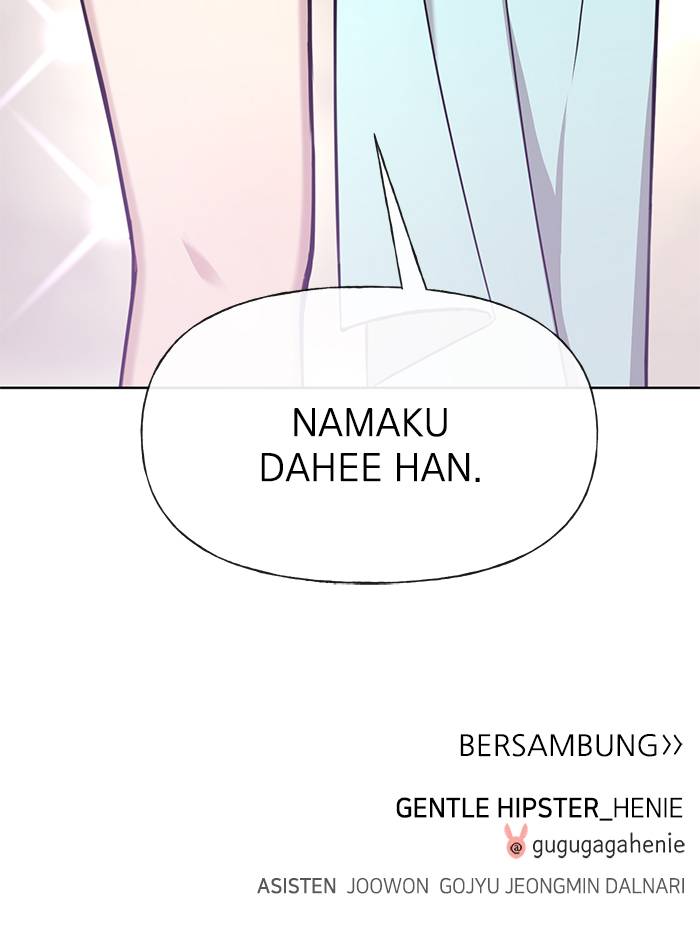 NAMAKU
DAHEE HAN.
BERSAMBUNG>>
GENTLE HIPSTER_HENIE
@ gugugagahenie
ASISTEN JOOWON GOJYU JEONGMIN DALNARI